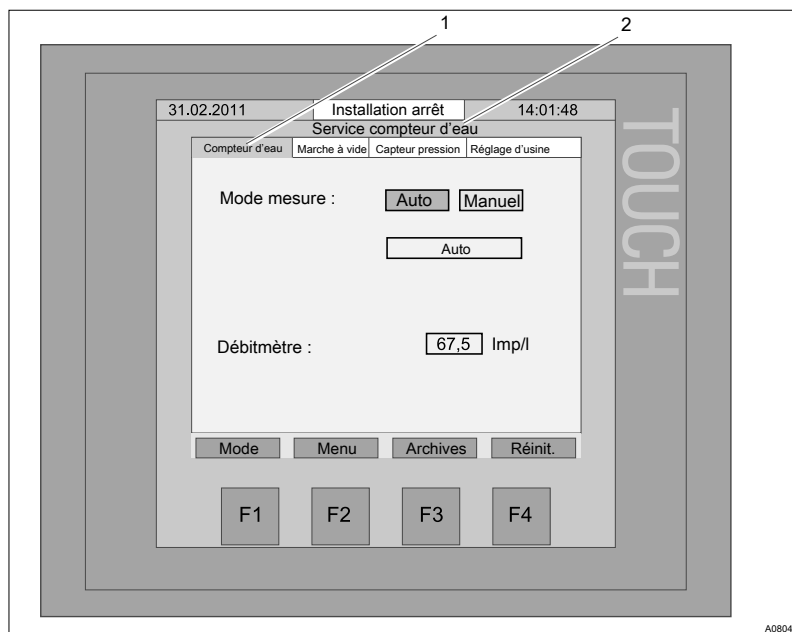 1 2
31.02.2011 Installation arrêt 14:01:48
Service compteur d'eau
Compteur d'eau Marche à vide Capteur pression Réglage d'usine
Mode mesure : Auto Manuel
Auto
Débitmètre : 67,5 Imp/l
Mode Menu Archives Réinit.
F1 F2 F3 F4
TOUCH
A0804